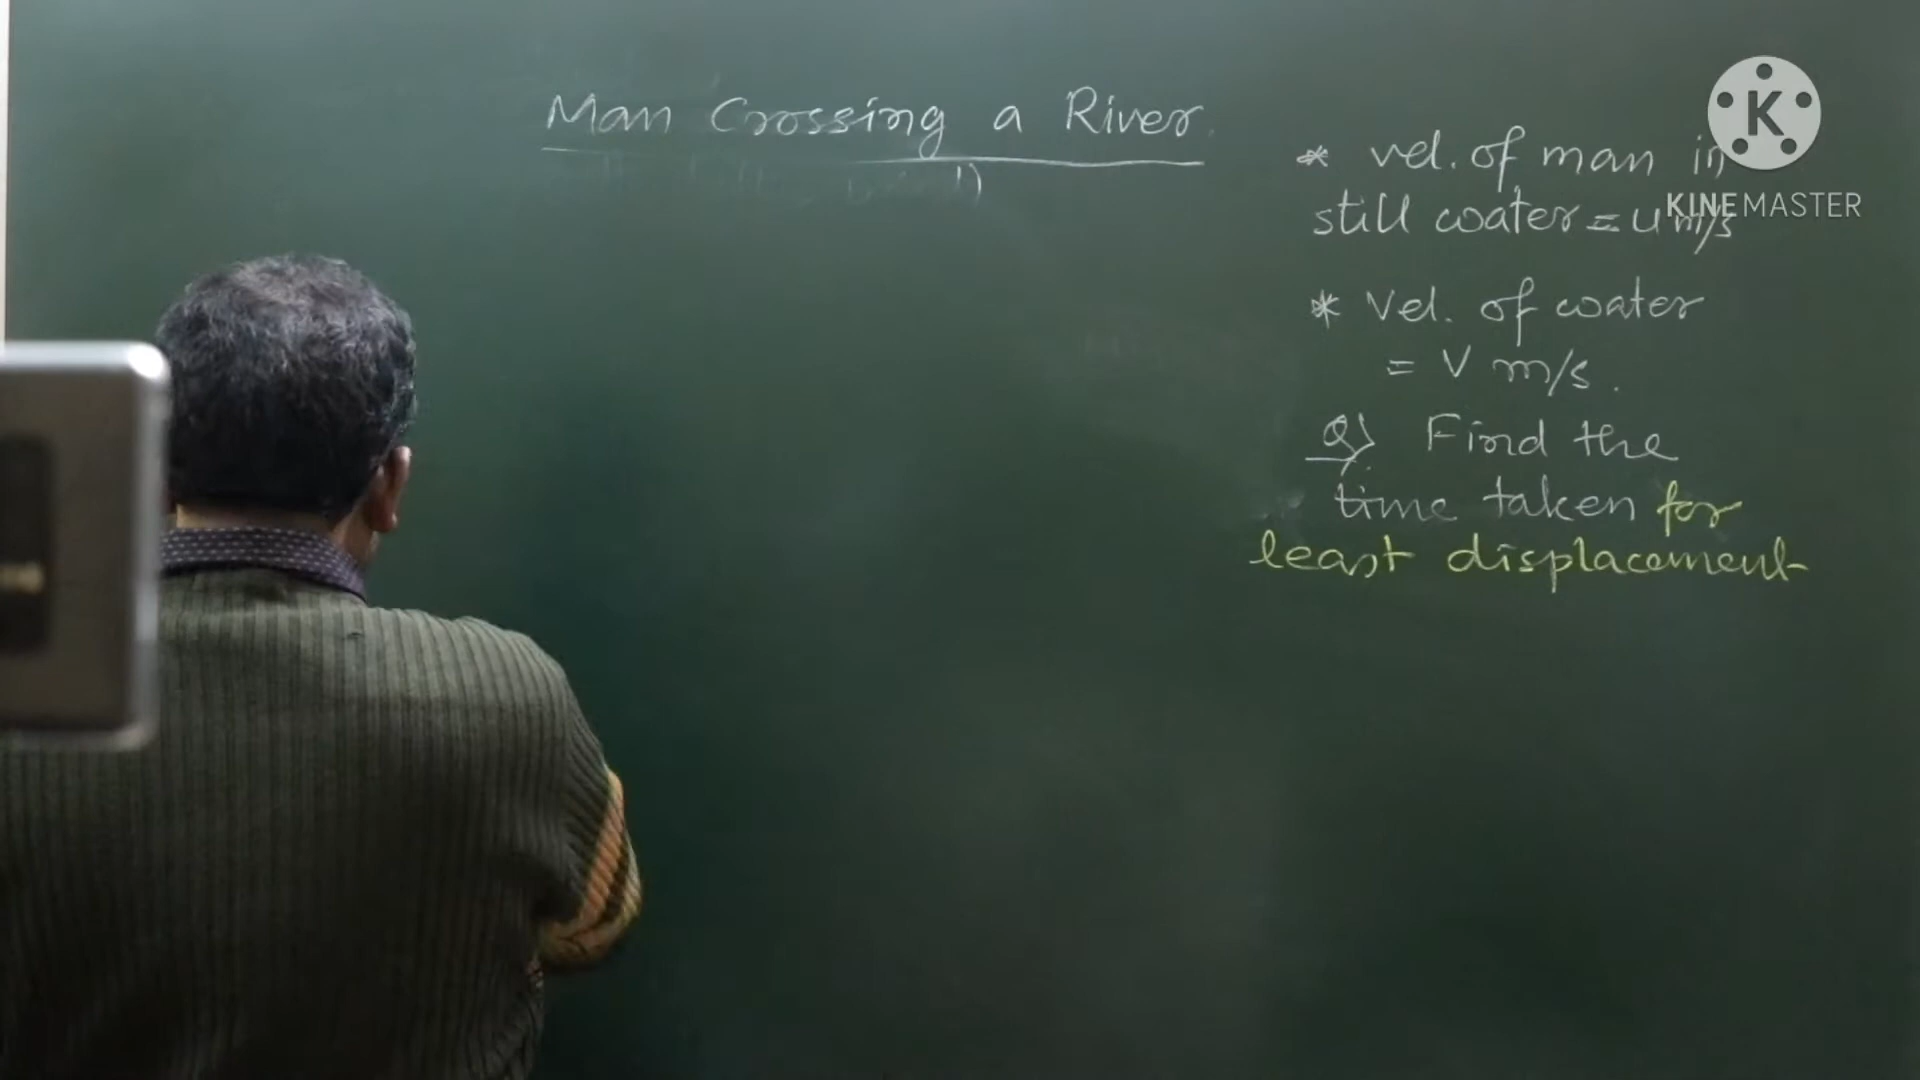 Man Crossing a River.
* vel. of man in
still water = u m/s
* Vel. of water
= V m/s.
Q) Find the
time taken for
least displacement
K
KINEMASTER